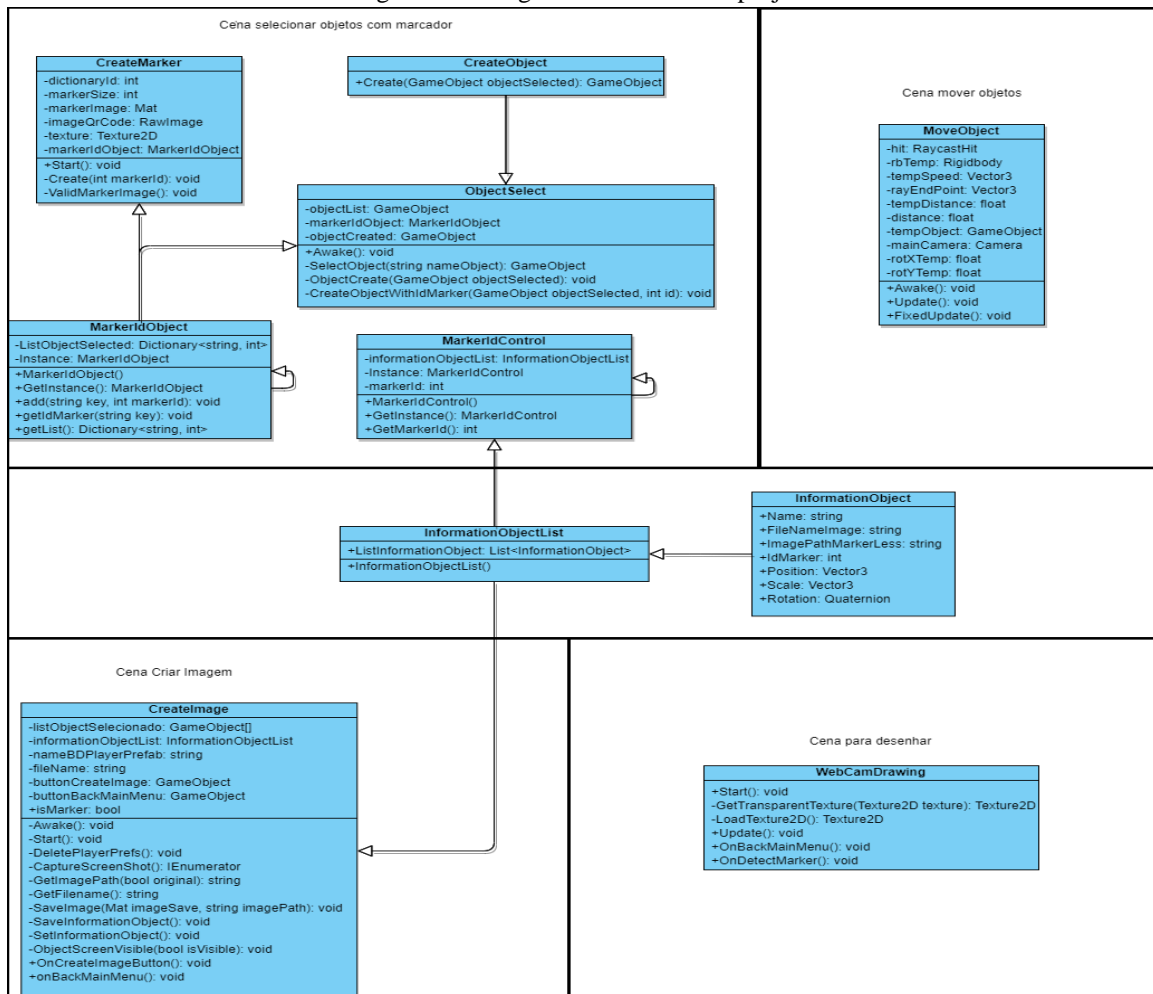 Cena selecionar objetos com marcador
CreateMarker
-dictionaryId: int
-markerSize: int
-markerImage: Mat
-imageQrCode: RawImage
-texture: Texture2D
-markerIdObject: MarkerIdObject
+Start(): void
-Create(int markerId): void
-ValidMarkerImage(): void
CreateObject
+Create(GameObject objectSelected): GameObject
ObjectSelect
-objectList: GameObject
-markerIdObject: MarkerIdObject
-objectCreated: GameObject
+Awake(): void
-SelectObject(string nameObject): GameObject
-ObjectCreate(GameObject objectSelected): void
-CreateObjectWithIdMarker(GameObject objectSelected, int id): void
MarkerIdObject
-ListObjectSelected: Dictionary<string, int>
-Instance: MarkerIdObject
+MarkerIdObject()
+GetInstance(): MarkerIdObject
+add(string key, int markerId): void
+getIdMarker(string key): void
+getList(): Dictionary<string, int>
MarkerIdControl
-informationObjectList: InformationObjectList
-Instance: MarkerIdControl
-markerId: int
+MarkerIdControl()
+GetInstance(): MarkerIdControl
+GetMarkerId(): int
Cena mover objetos
MoveObject
-hit: RaycastHit
-rbTemp: Rigidbody
-tempSpeed: Vector3
-rayEndPoint: Vector3
-tempDistance: float
-distance: float
-tempObject: GameObject
-mainCamera: Camera
-rotXTemp: float
-rotYTemp: float
+Awake(): void
+Update(): void
+FixedUpdate(): void
InformationObjectList
+ListInformationObject: List<InformationObject>
+InformationObjectList()
InformationObject
+Name: string
+FileNameImage: string
+ImagePathMarkerLess: string
+IdMarker: int
+Position: Vector3
+Scale: Vector3
+Rotation: Quaternion
Cena Criar Imagem
CreateImage
-listObjectSelecionado: GameObject[]
-informationObjectList: InformationObjectList
-nameBDPlayerPrefab: string
-fileName: string
-buttonCreateImage: GameObject
-buttonBackMainMenu: GameObject
+isMarker: bool
-Awake(): void
-Start(): void
-DeletePlayerPrefs(): void
-CaptureScreenShot(): IEnumerator
-GetImagePath(bool original): string
-GetFilename(): string
-SaveImage(Mat imageSave, string imagePath): void
-SaveInformationObject(): void
-SetInformationObject(): void
-ObjectScreenVisible(bool isVisible): void
+OnCreateImageButton(): void
+onBackMainMenu(): void
Cena para desenhar
WebCamDrawing
+Start(): void
-GetTransparentTexture(Texture2D texture): Texture2D
-LoadTexture2D(): Texture2D
+Update(): void
+OnBackMainMenu(): void
+OnDetectMarker(): void